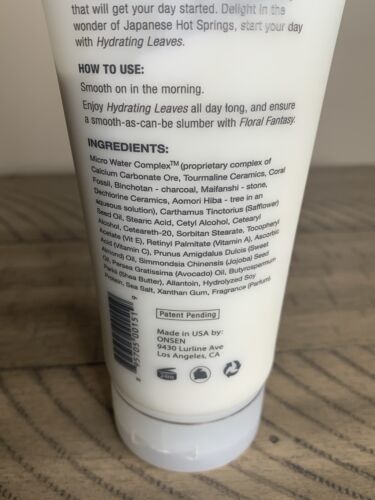 that will get your day started. Delight in the
wonder of Japanese Hot Springs, start your day
with Hydrating Leaves.
HOW TO USE:
Smooth on in the morning.
Enjoy Hydrating Leaves all day long, and ensure
a smooth-as-can-be slumber with Floral Fantasy.
INGREDIENTS:
Micro Water Complex™ (proprietary complex of
Calcium Carbonate Ore, Tourmaline Ceramics, Coral
Fossil, Binchotan - charcoal, Maifanshi - stone,
Dechlorine Ceramics, Aomori Hiba - tree in an
aqueous solution), Carthamus Tinctorius (Safflower)
Seed Oil, Stearic Acid, Cetyl Alcohol, Cetearyl
Alcohol, Ceteareth-20, Sorbitan Stearate, Tocopheryl
Acetate (Vit E), Retinyl Palmitate (Vitamin A), Ascorbic
Acid (Vitamin C), Prunus Amigdalus Dulcis (Sweet
Almond) Oil, Simmondsia Chinensis (Jojoba) Seed
Oil, Persea Gratissima (Avocado) Oil, Butyrospermum
Parkii (Shea Butter), Allantoin, Hydrolyzed Soy
Protein, Sea Salt, Xanthan Gum, Fragrance (Parfum).
Patent Pending
Made in USA by:
ONSEN
9430 Lurline Ave
Los Angeles, CA